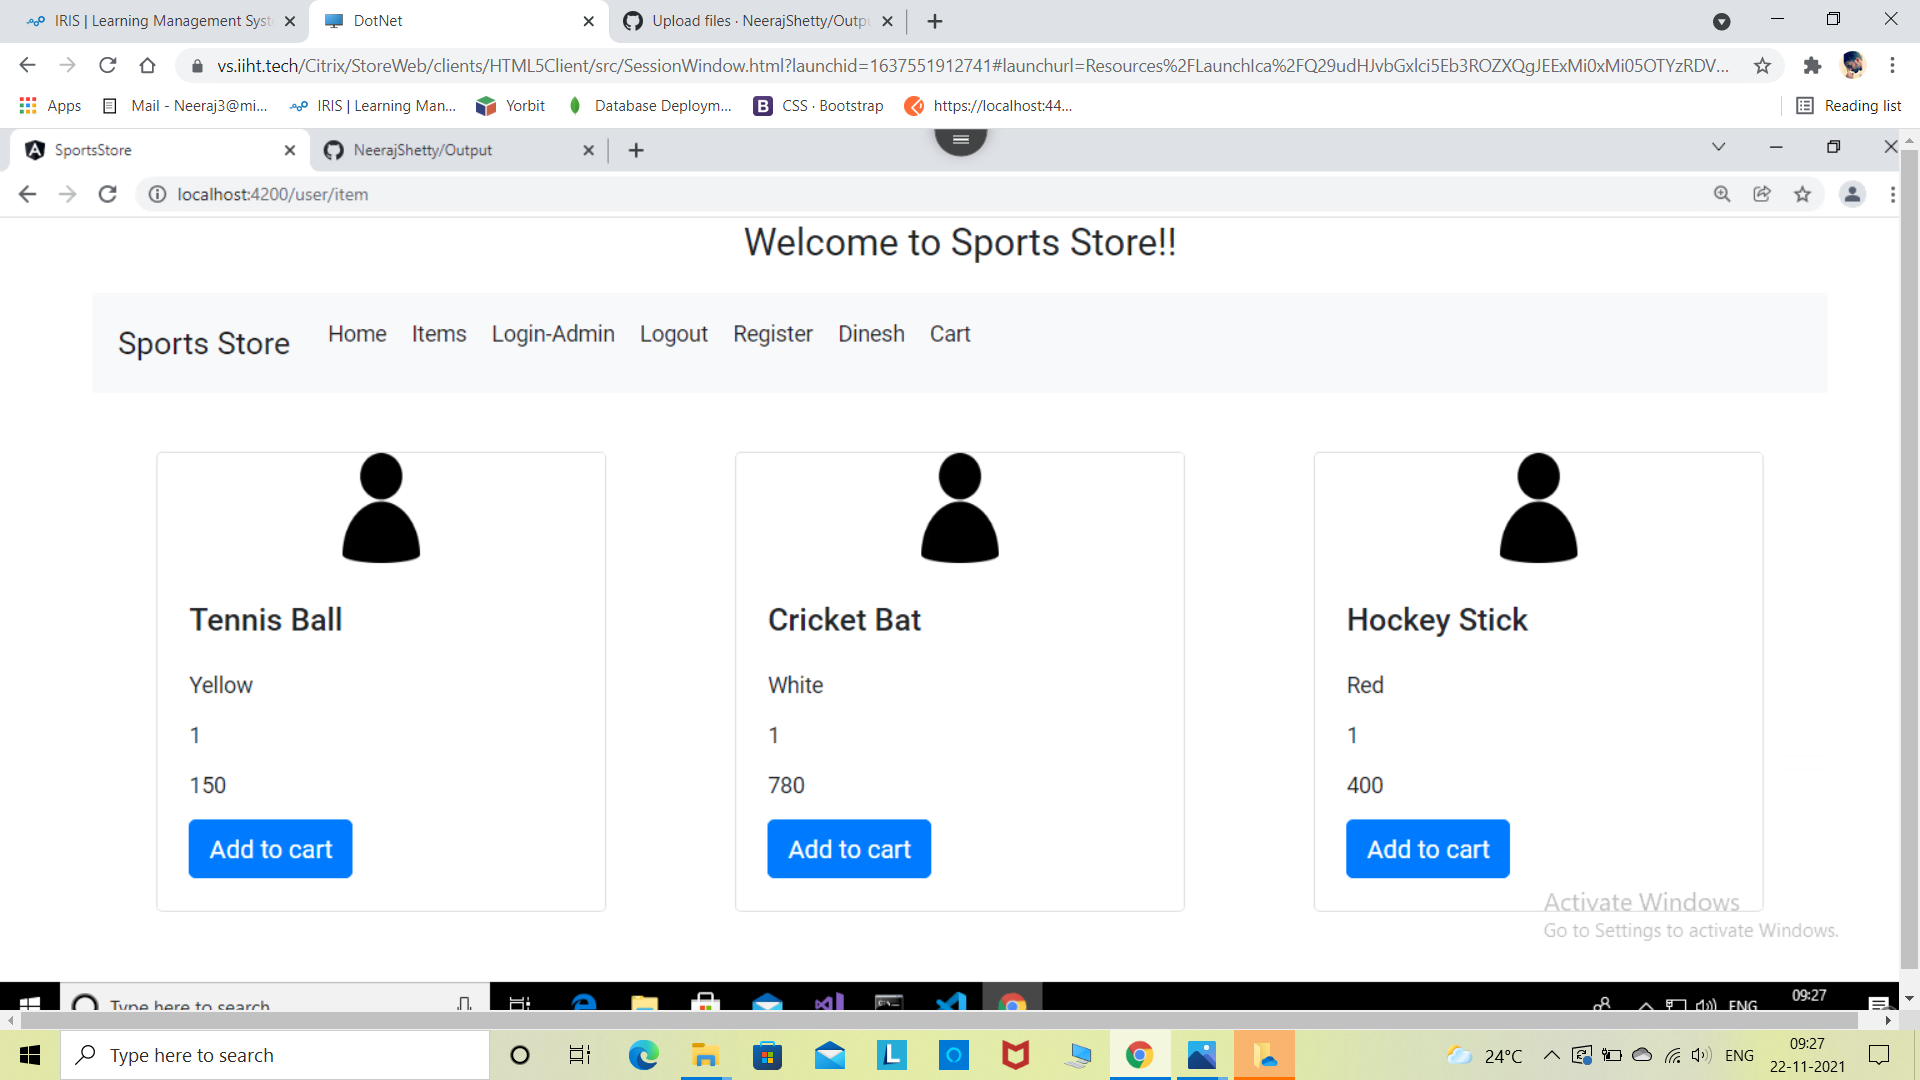 IRIS | Learning Management Syst
DotNet
Upload files · NeerajShetty/Outpu
vs.iiht.tech/Citrix/StoreWeb/clients/HTML5Client/src/SessionWindow.html?launchid=1637551912741#launchurl=Resources%2FLaunchIca%2FQ29udHJvbGxlci5Eb3ROZXQgJEExMi0xMi05OTYzRDV...
Apps
Mail - Neeraj3@mi...
IRIS | Learning Man...
Yorbit
Database Deploym...
B CSS · Bootstrap
https://localhost:44...
Reading list
SportsStore
NeerajShetty/Output
localhost:4200/user/item
Welcome to Sports Store!!
Sports Store
Home
Items
Login-Admin
Logout
Register
Dinesh
Cart
Tennis Ball
Yellow
1
150
Add to cart
Cricket Bat
White
1
780
Add to cart
Hockey Stick
Red
1
400
Add to cart
Activate Windows
Go to Settings to activate Windows.
Type here to search
ENG
09:27
Type here to search
24°C
ENG
09:27
22-11-2021